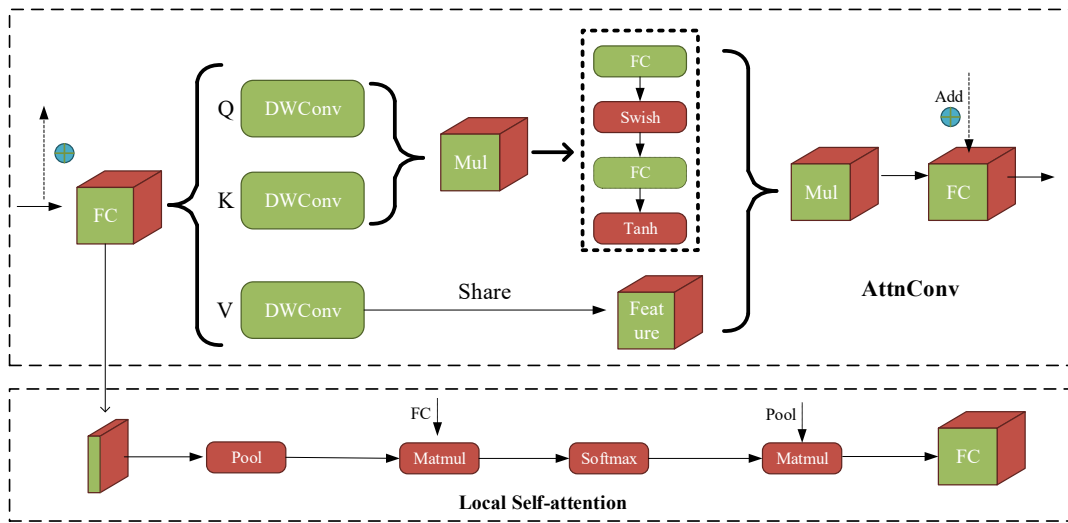 FC
Q
DWConv
K
DWConv
V
DWConv
Mul
FC
Swish
FC
Tanh
Share
Feat
ure
Mul
Add
FC
AttnConv
Pool
FC
Matmul
Softmax
Pool
Matmul
FC
Local Self-attention